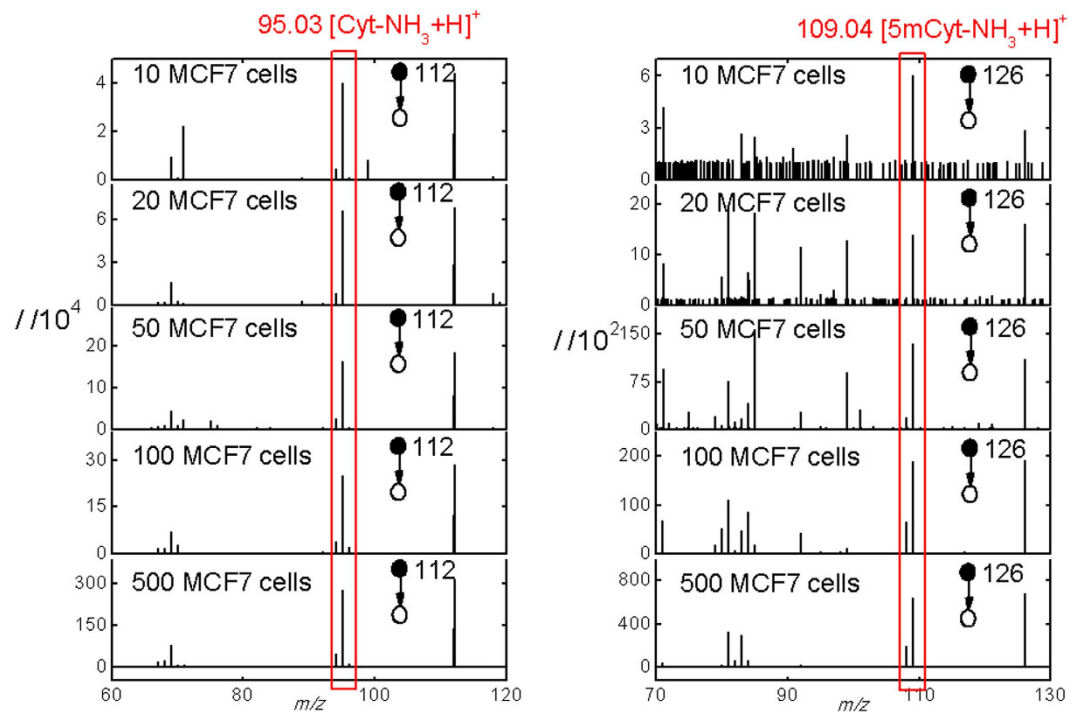 95.03 [Cyt-NH3+H]+
10 MCF7 cells
112
4
2
0
20 MCF7 cells
112
6
3
0
I //10^4
50 MCF7 cells
112
20
10
0
100 MCF7 cells
112
30
15
0
500 MCF7 cells
112
300
150
0
60 80 100 120
m/z
109.04 [5mCyt-NH3+H]+
10 MCF7 cells
126
6
3
0
20 MCF7 cells
126
20
10
0
I //10^2
50 MCF7 cells
126
150
75
0
100 MCF7 cells
126
200
100
0
500 MCF7 cells
126
800
400
0
70 90 110 130
m/z